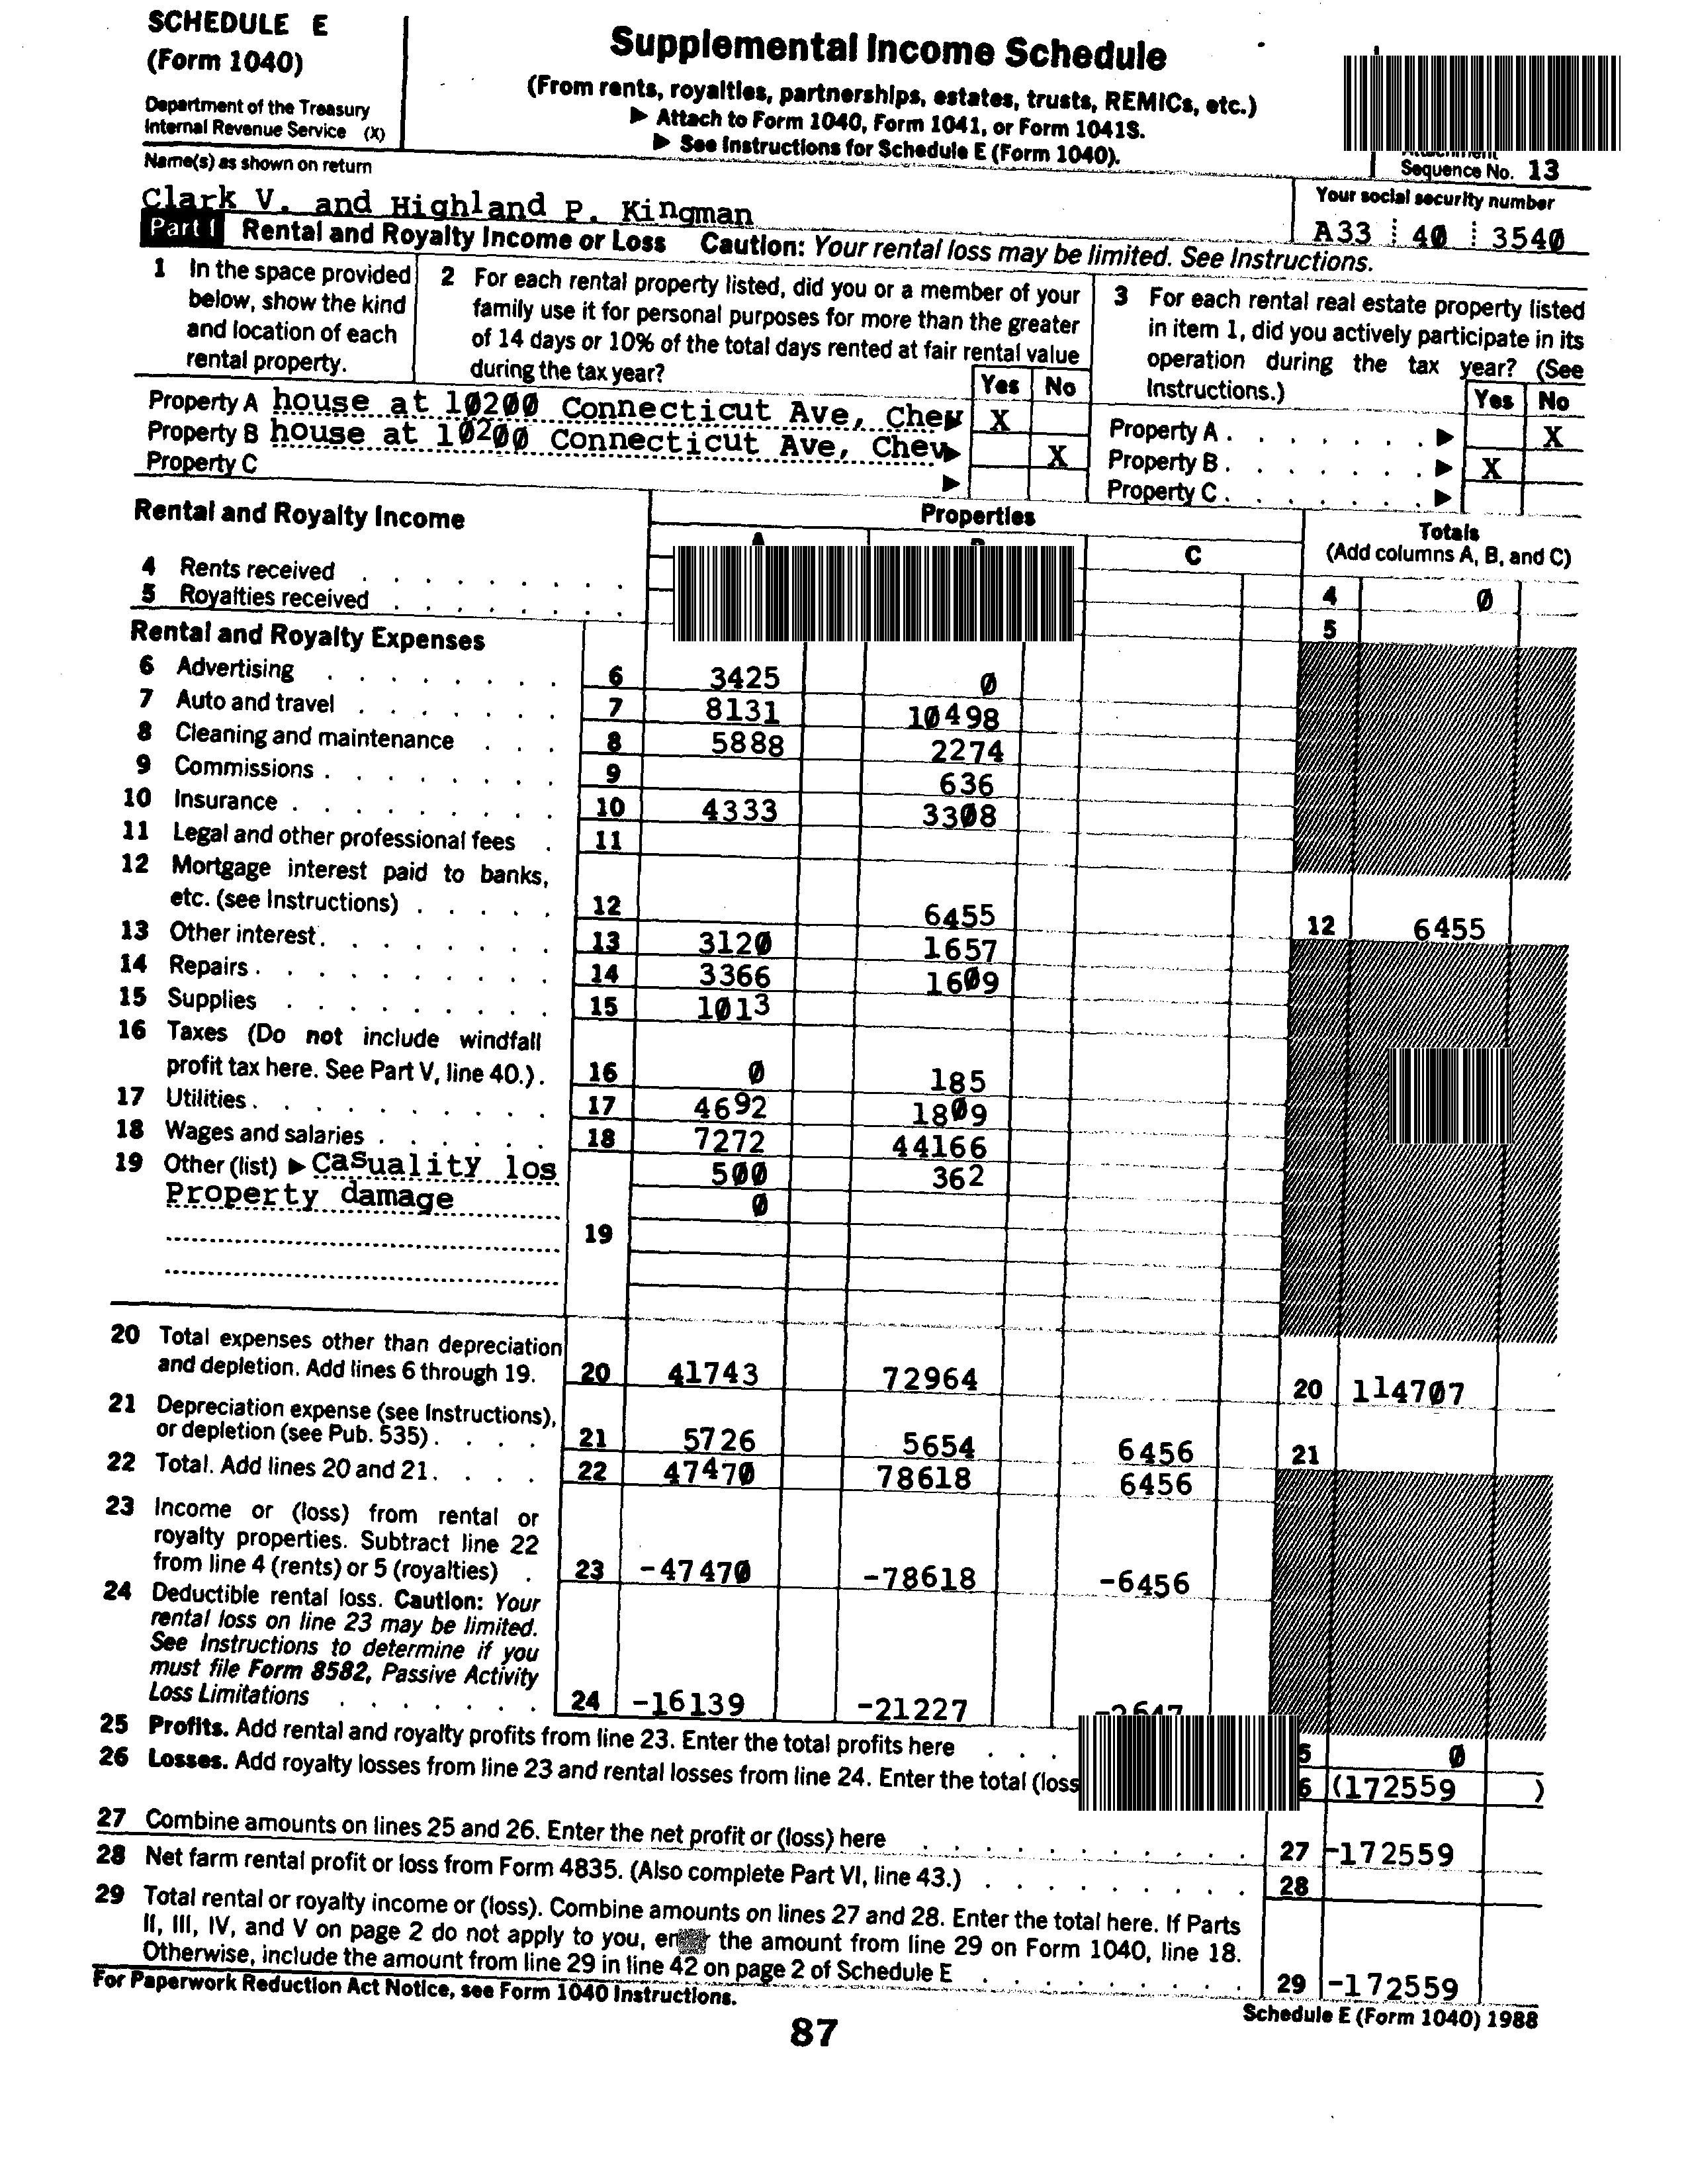 SCHEDULE E
(Form 1040)
Department of the Treasury
Internal Revenue Service (X)
Supplemental Income Schedule
(From rents, royalties, partnerships, estates, trusts, REMICs, etc.)
▶ Attach to Form 1040, Form 1041, or Form 1041S.
▶ See Instructions for Schedule E (Form 1040).
Sequence No. 13
Name(s) as shown on return
Your social security number
Clark V. and Highland P. Kingman
A33 40 3540
Part I Rental and Royalty Income or Loss Caution: Your rental loss may be limited. See Instructions.
1 In the space provided below, show the kind and location of each rental property.
2 For each rental property listed, did you or a member of your family use it for personal purposes for more than the greater of 14 days or 10% of the total days rented at fair rental value during the tax year?
3 For each rental real estate property listed in item 1, did you actively participate in its operation during the tax year? (See Instructions.)
Yes No Yes No
Property A house at 10200 Connecticut Ave, Chev ▶ X Property A . . . . . . . ▶ X
Property B house at 10200 Connecticut Ave, Chev ▶ X Property B . . . . . . . ▶ X
Property C ▶ Property C . . . . . . . ▶
Rental and Royalty Income
Properties
Totals
(Add columns A, B, and C)
A C
4 Rents received . . . . . . . . . 4 0
5 Royalties received . . . . . . . . 5
Rental and Royalty Expenses
6 Advertising . . . . . . . . 6 3425 0
7 Auto and travel . . . . . . . 7 8131 10498
8 Cleaning and maintenance . . . 8 5888 2274
9 Commissions . . . . . . . . 9 636
10 Insurance . . . . . . . . . 10 4333 3308
11 Legal and other professional fees . 11
12 Mortgage interest paid to banks,
etc. (see Instructions) . . . . . 12 6455 12 6455
13 Other interest . . . . . . . . 13 3120 1657
14 Repairs . . . . . . . . . . 14 3366 1609
15 Supplies . . . . . . . . . 15 1013
16 Taxes (Do not include windfall
profit tax here. See Part V, line 40.) . 16 0 185
17 Utilities . . . . . . . . . . 17 4692 1809
18 Wages and salaries . . . . . . 18 7272 44166
19 Other (list) ▶ Casuality los 500 362
Property damage 0
19
20 Total expenses other than depreciation
and depletion. Add lines 6 through 19. 20 41743 72964 20 114707
21 Depreciation expense (see Instructions),
or depletion (see Pub. 535) . . . . 21 5726 5654 6456 21
22 Total. Add lines 20 and 21 . . . . 22 47470 78618 6456
23 Income or (loss) from rental or
royalty properties. Subtract line 22
from line 4 (rents) or 5 (royalties) . 23 -47470 -78618 -6456
24 Deductible rental loss. Caution: Your
rental loss on line 23 may be limited.
See Instructions to determine if you
must file Form 8582, Passive Activity
Loss Limitations . . . . . . . 24 -16139 -21227 -2647
25 Profits. Add rental and royalty profits from line 23. Enter the total profits here . . . 5 0
26 Losses. Add royalty losses from line 23 and rental losses from line 24. Enter the total (loss 6 (172559 )
27 Combine amounts on lines 25 and 26. Enter the net profit or (loss) here . . . . . . . . . . . 27 -172559
28 Net farm rental profit or loss from Form 4835. (Also complete Part VI, line 43.) . . . . . . . . . 28
29 Total rental or royalty income or (loss). Combine amounts on lines 27 and 28. Enter the total here. If Parts
II, III, IV, and V on page 2 do not apply to you, the amount from line 29 on Form 1040, line 18.
Otherwise, include the amount from line 29 in line 42 on page 2 of Schedule E . . . . . . . . . 29 -172559
For Paperwork Reduction Act Notice, see Form 1040 Instructions.
Schedule E (Form 1040) 1988
87